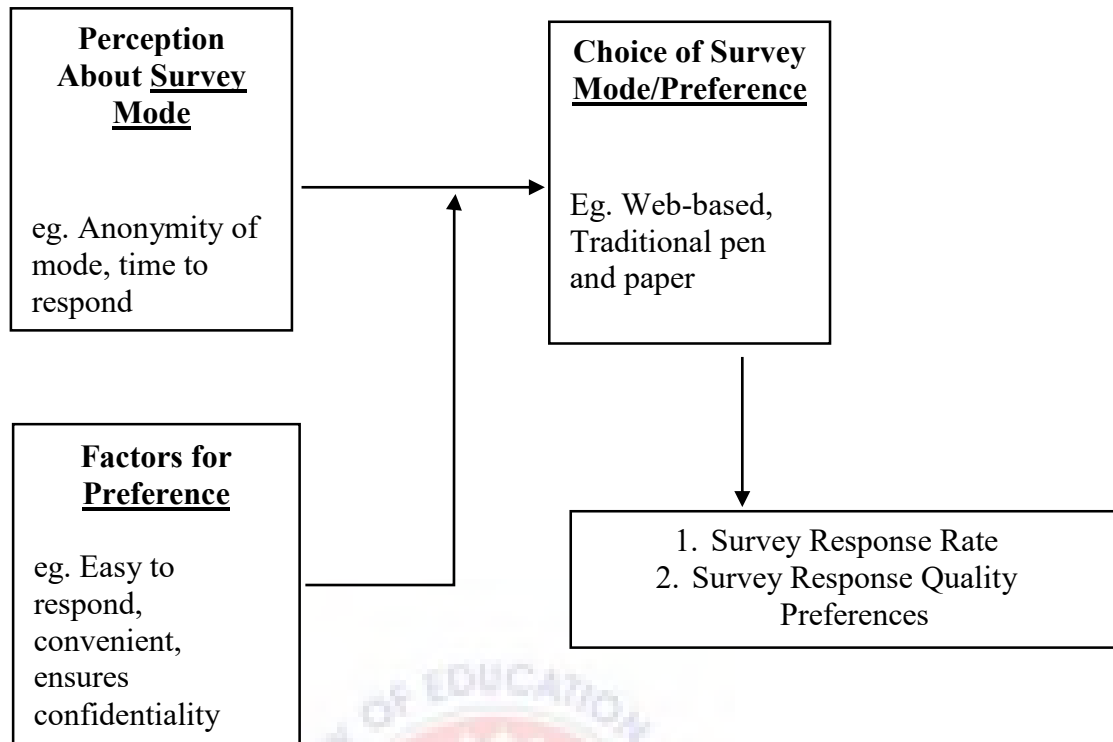 Perception
About Survey
Mode
eg. Anonymity of
mode, time to
respond
Choice of Survey
Mode/Preference
Eg. Web-based,
Traditional pen
and paper
Factors for
Preference
eg. Easy to
respond,
convenient,
ensures
confidentiality
1. Survey Response Rate
2. Survey Response Quality
Preferences
OF EDUCATION